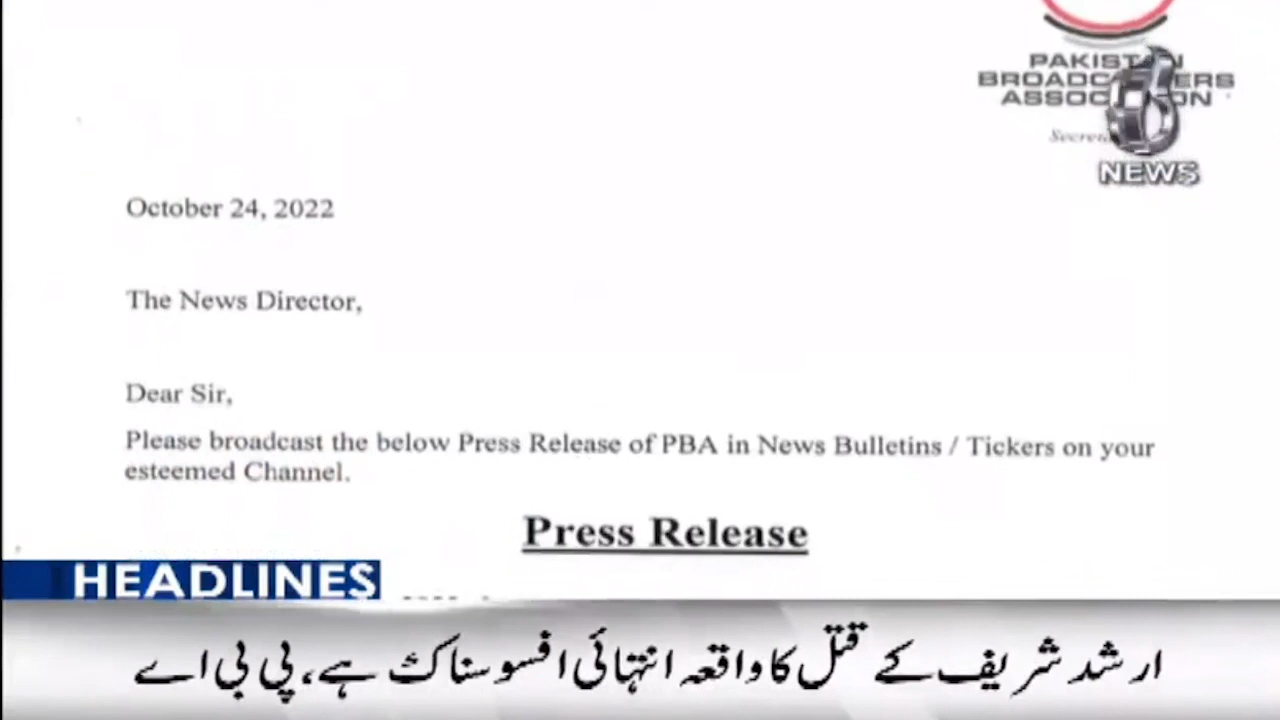 PAKISTAN
BROADCASTERS
ASSOCIATION
NEWS
October 24, 2022
The News Director,
Dear Sir,
Please broadcast the below Press Release of PBA in News Bulletins / Tickers on your
esteemed Channel.
Press Release
HEADLINES
ارشد شریف کے قتل کا واقعہ انتہائی افسوسناک ہے، پی بی اے